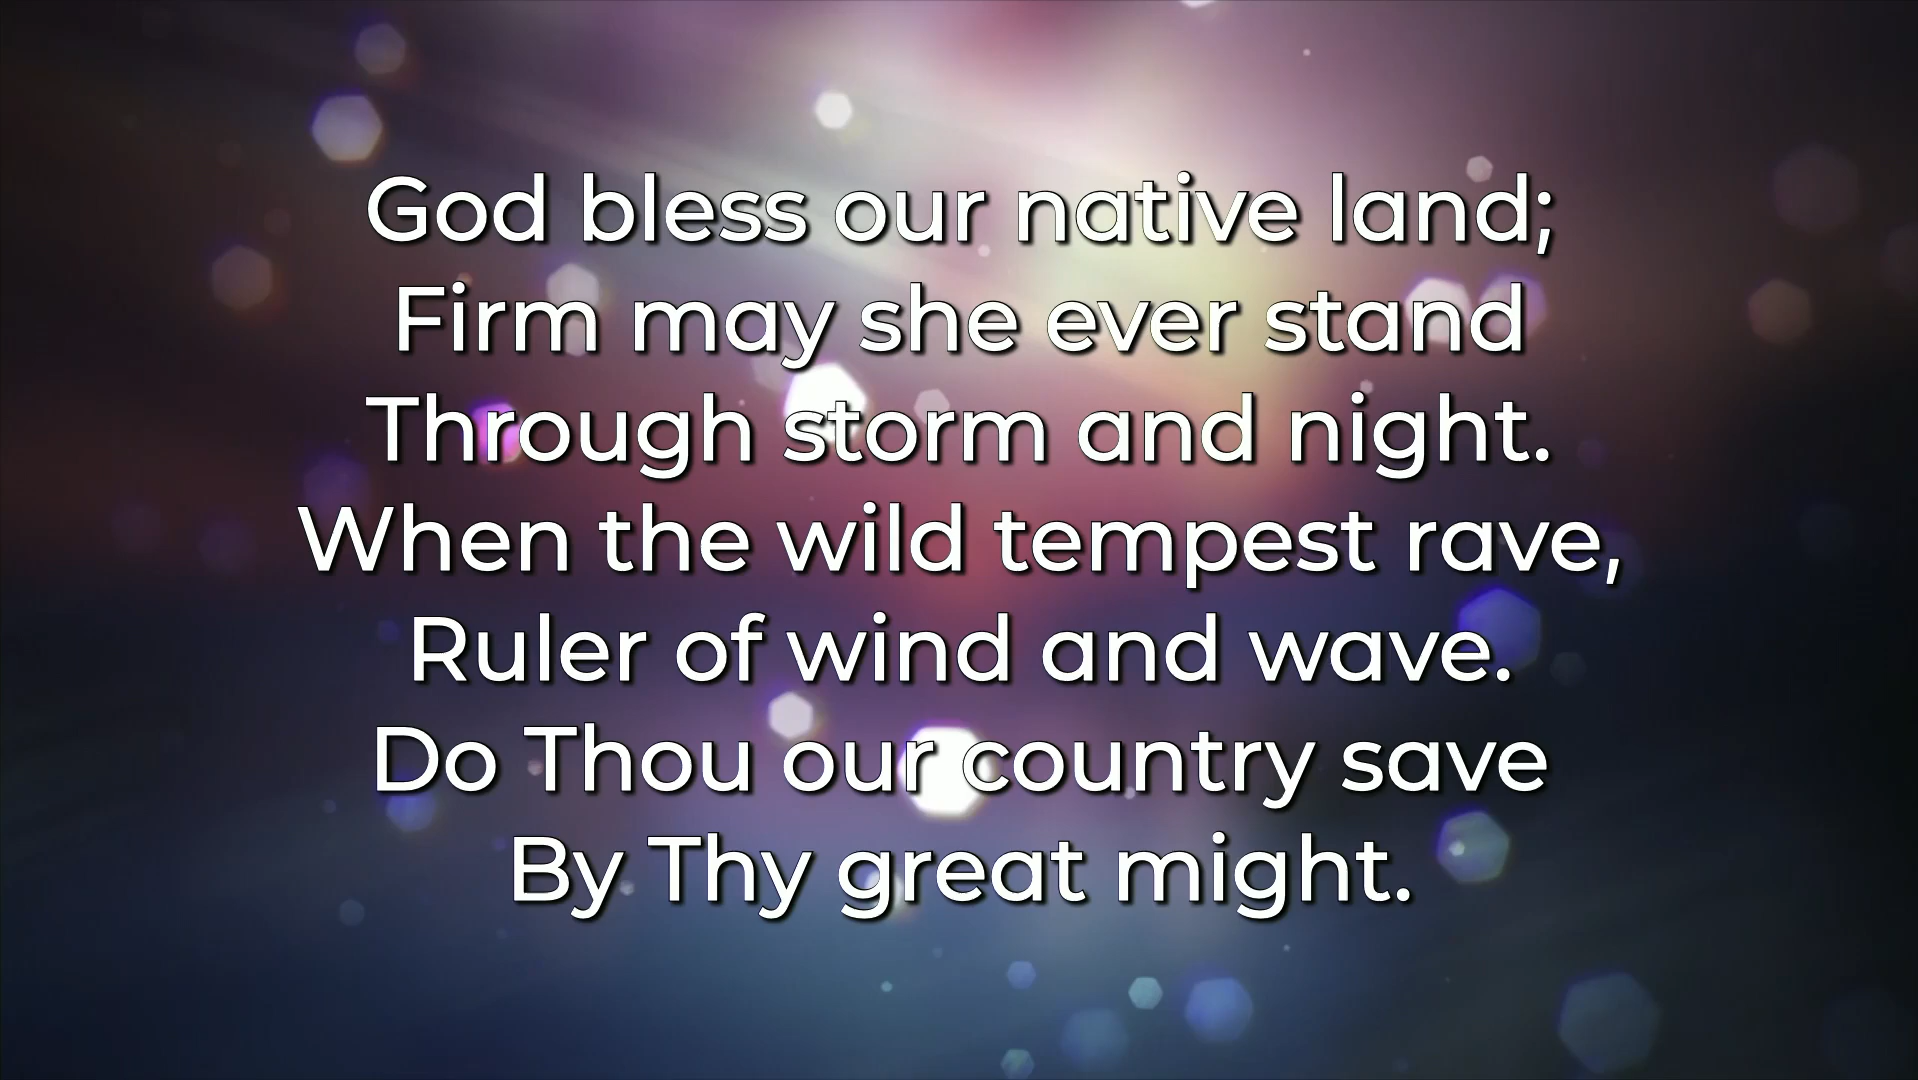 God bless our native land;
Firm may she ever stand
Through storm and night.
When the wild tempest rave,
Ruler of wind and wave.
Do Thou our country save
By Thy great might.